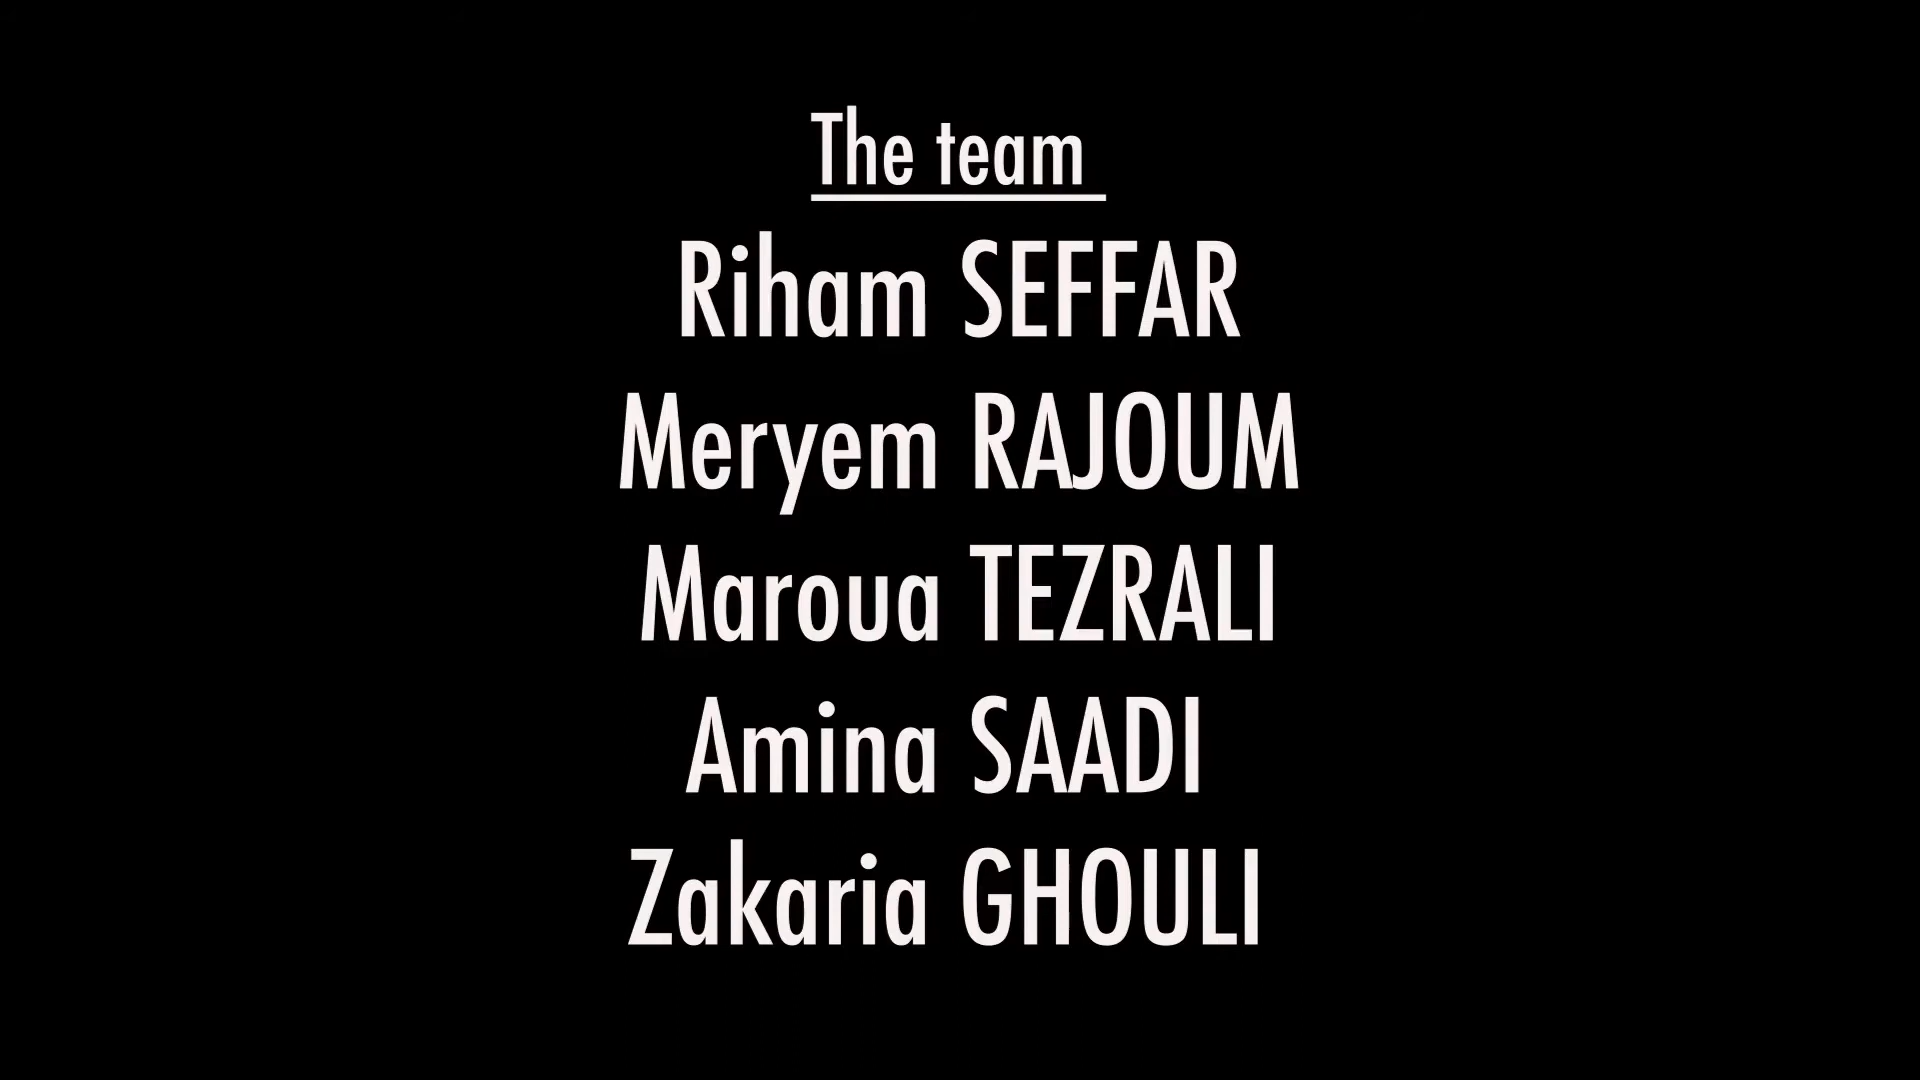 The team
Riham SEFFAR
Meryem RAJOUM
Maroua TEZRALI
Amina SAADI
Zakaria GHOULI